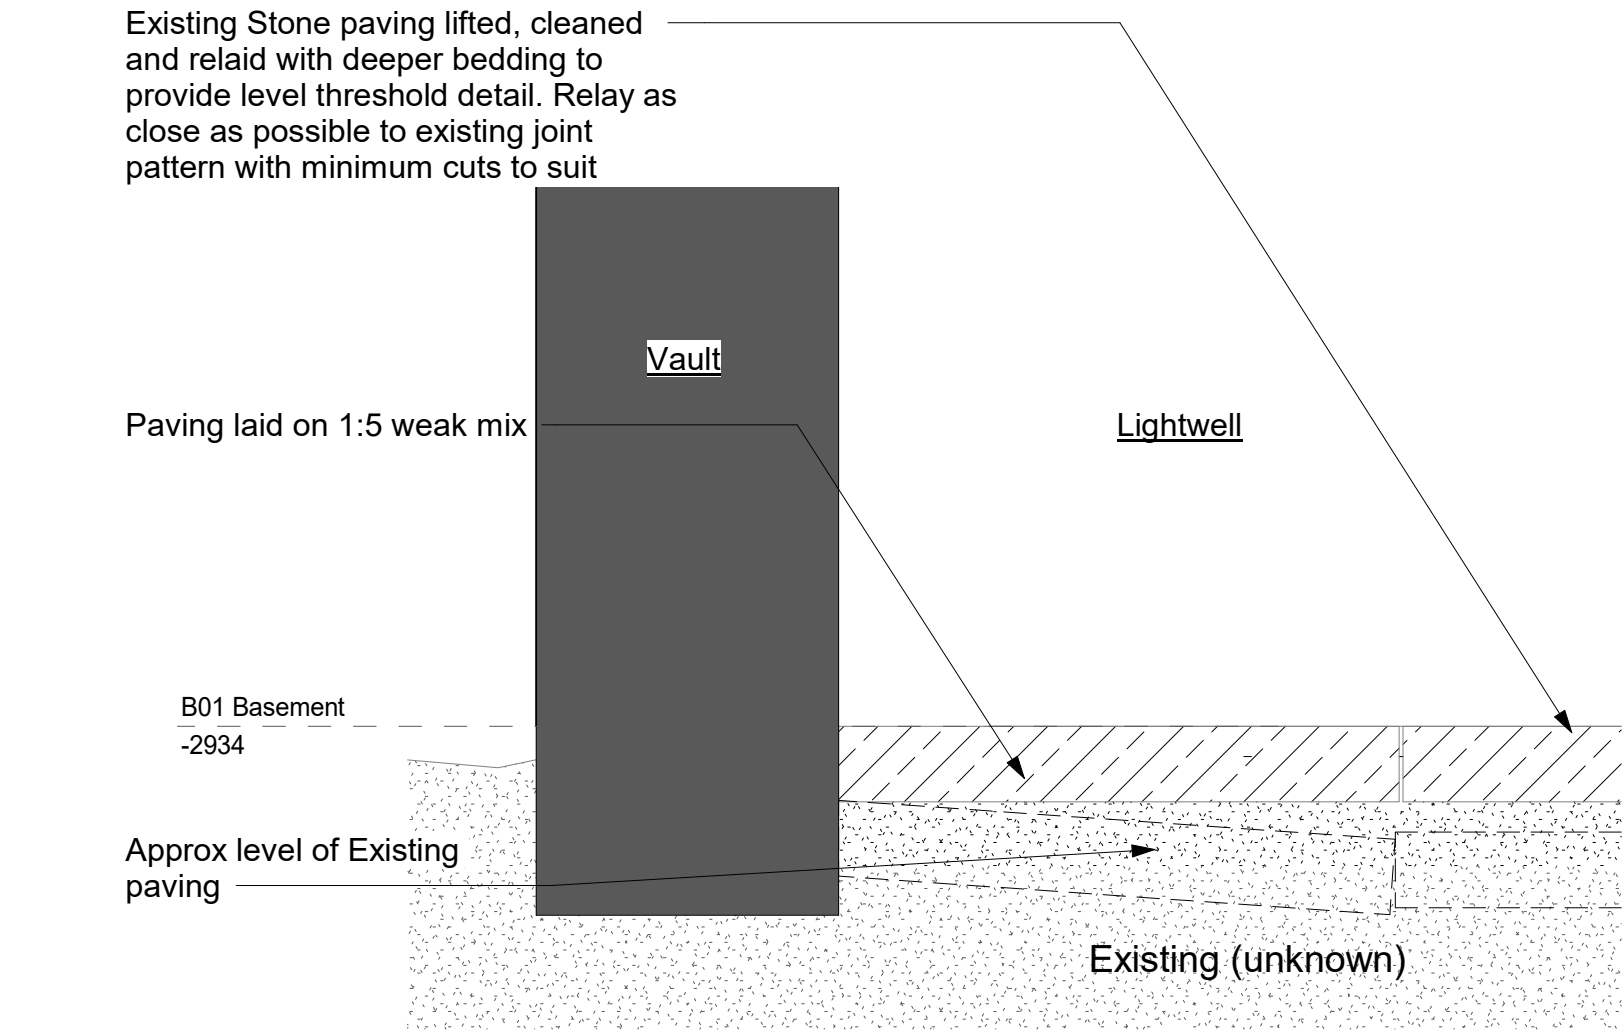 Existing Stone paving lifted, cleaned
and relaid with deeper bedding to
provide level threshold detail. Relay as
close as possible to existing joint
pattern with minimum cuts to suit
Vault
Paving laid on 1:5 weak mix
Lightwell
B01 Basement
-2934
Approx level of Existing
paving
Existing (unknown)